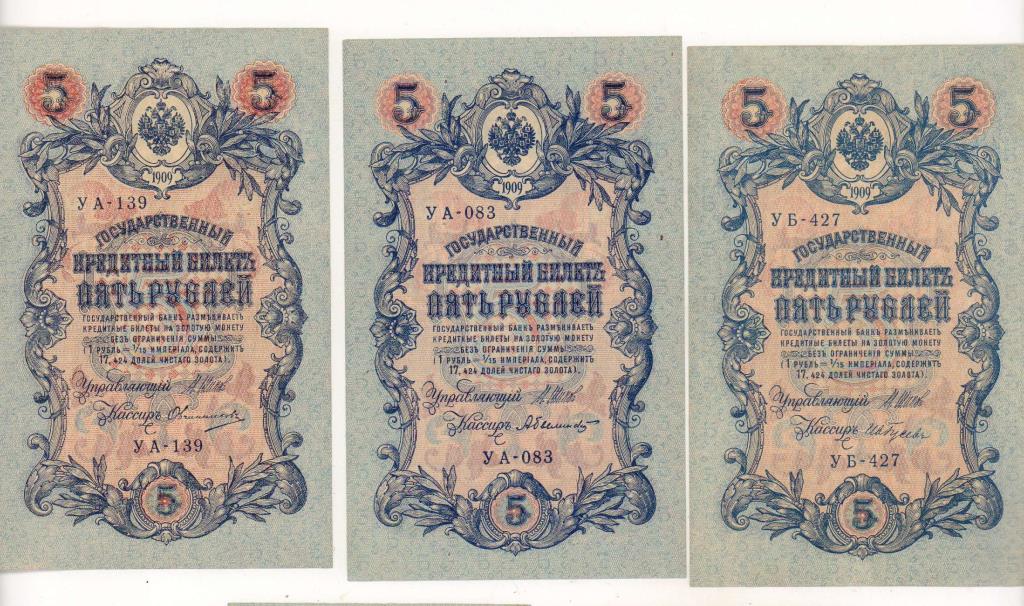 5 5
1909
УА-139
ГОСУДАРСТВЕННЫЙ
КРЕДИТНЫЙ БИЛЕТЪ
ПЯТЬ РУБЛЕЙ
ГОСУДАРСТВЕННЫЙ БАНКЪ РАЗМѢНИВАЕТЪ
КРЕДИТНЫЕ БИЛЕТЫ НА ЗОЛОТУЮ МОНЕТУ
БЕЗЪ ОГРАНИЧЕНІЯ СУММЫ
(1 РУБЛЬ = 1/15 ИМПЕРІАЛА, СОДЕРЖИТЪ
17,424 ДОЛЕЙ ЧИСТАГО ЗОЛОТА).
Управляющій
Кассиръ
УА-139
5
5 5
1909
УА-083
ГОСУДАРСТВЕННЫЙ
КРЕДИТНЫЙ БИЛЕТЪ
ПЯТЬ РУБЛЕЙ
ГОСУДАРСТВЕННЫЙ БАНКЪ РАЗМѢНИВАЕТЪ
КРЕДИТНЫЕ БИЛЕТЫ НА ЗОЛОТУЮ МОНЕТУ
БЕЗЪ ОГРАНИЧЕНІЯ СУММЫ
(1 РУБЛЬ = 1/15 ИМПЕРІАЛА, СОДЕРЖИТЪ
17,424 ДОЛЕЙ ЧИСТАГО ЗОЛОТА).
Управляющій
Кассиръ
УА-083
5
5 5
1909
УБ-427
ГОСУДАРСТВЕННЫЙ
КРЕДИТНЫЙ БИЛЕТЪ
ПЯТЬ РУБЛЕЙ
ГОСУДАРСТВЕННЫЙ БАНКЪ РАЗМѢНИВАЕТЪ
КРЕДИТНЫЕ БИЛЕТЫ НА ЗОЛОТУЮ МОНЕТУ
БЕЗЪ ОГРАНИЧЕНІЯ СУММЫ
(1 РУБЛЬ = 1/15 ИМПЕРІАЛА, СОДЕРЖИТЪ
17,424 ДОЛЕЙ ЧИСТАГО ЗОЛОТА).
Управляющій
Кассиръ
УБ-427
5